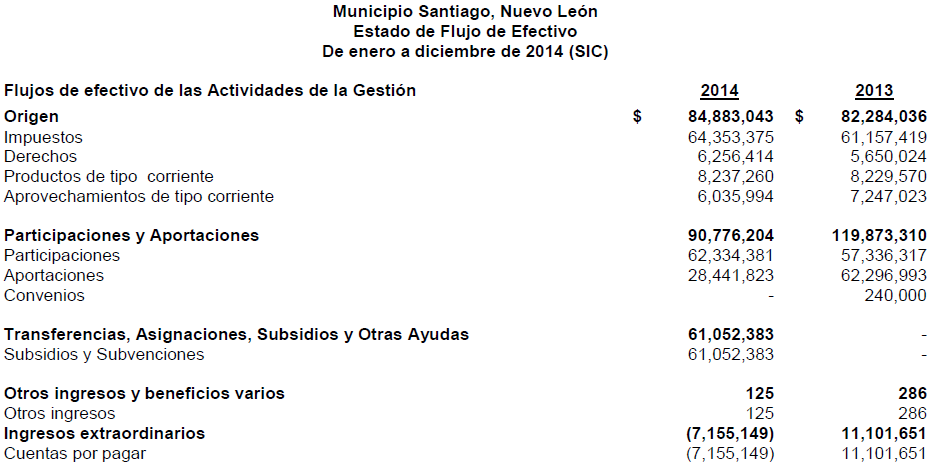 Municipio Santiago, Nuevo León
Estado de Flujo de Efectivo
De enero a diciembre de 2014 (SIC)
Flujos de efectivo de las Actividades de la Gestión 2014 2013
Origen $ 84,883,043 $ 82,284,036
Impuestos 64,353,375 61,157,419
Derechos 6,256,414 5,650,024
Productos de tipo corriente 8,237,260 8,229,570
Aprovechamientos de tipo corriente 6,035,994 7,247,023
Participaciones y Aportaciones 90,776,204 119,873,310
Participaciones 62,334,381 57,336,317
Aportaciones 28,441,823 62,296,993
Convenios - 240,000
Transferencias, Asignaciones, Subsidios y Otras Ayudas 61,052,383 -
Subsidios y Subvenciones 61,052,383 -
Otros ingresos y beneficios varios 125 286
Otros ingresos 125 286
Ingresos extraordinarios (7,155,149) 11,101,651
Cuentas por pagar (7,155,149) 11,101,651